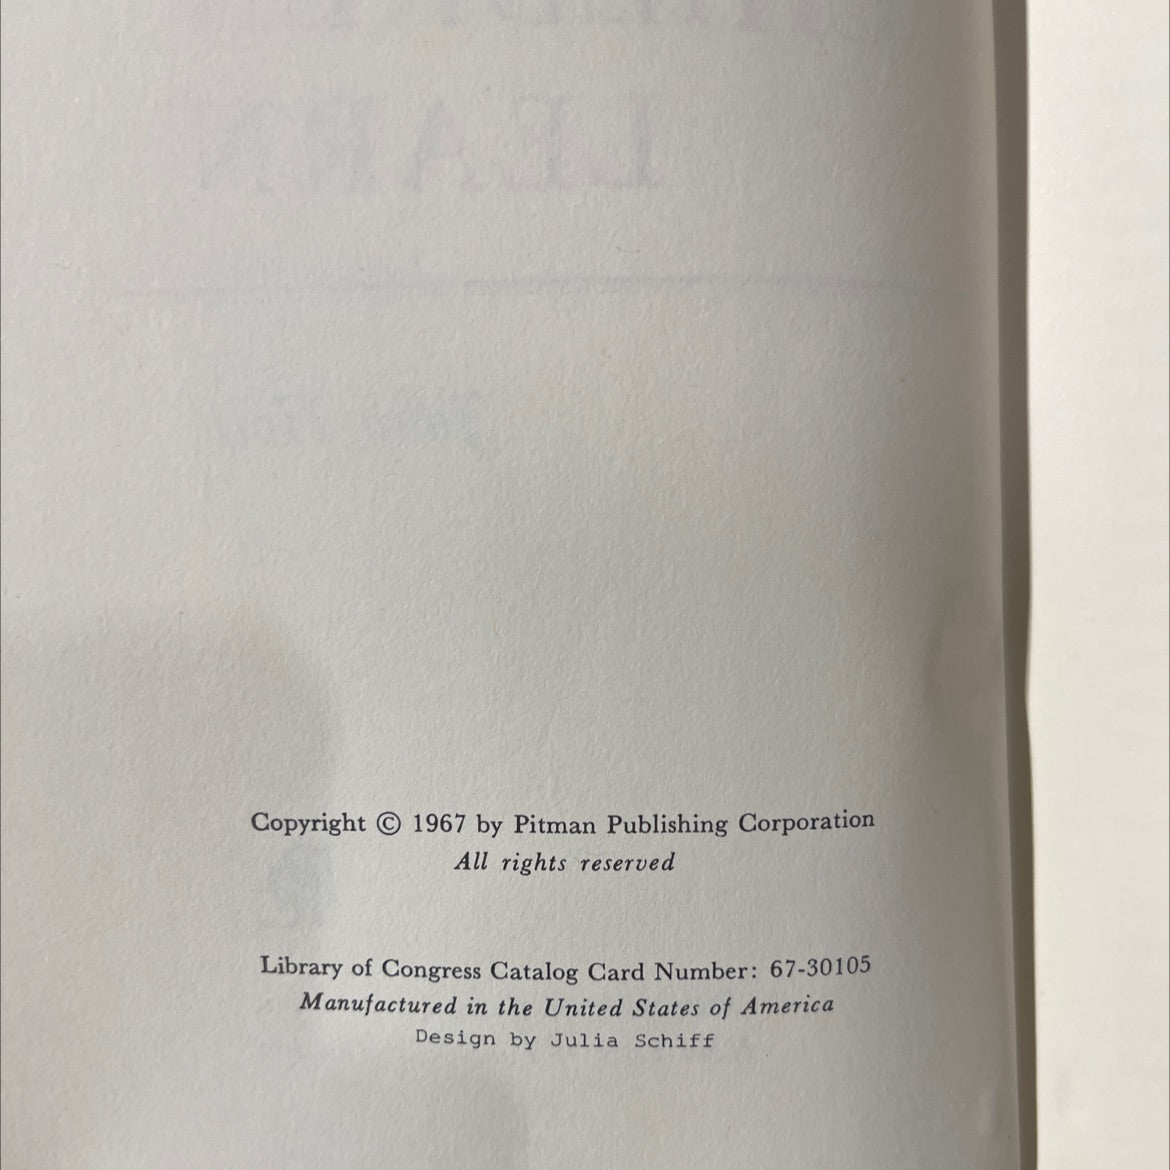 LEARN
Copyright © 1967 by Pitman Publishing Corporation
All rights reserved
Library of Congress Catalog Card Number: 67-30105
Manufactured in the United States of America
Design by Julia Schiff